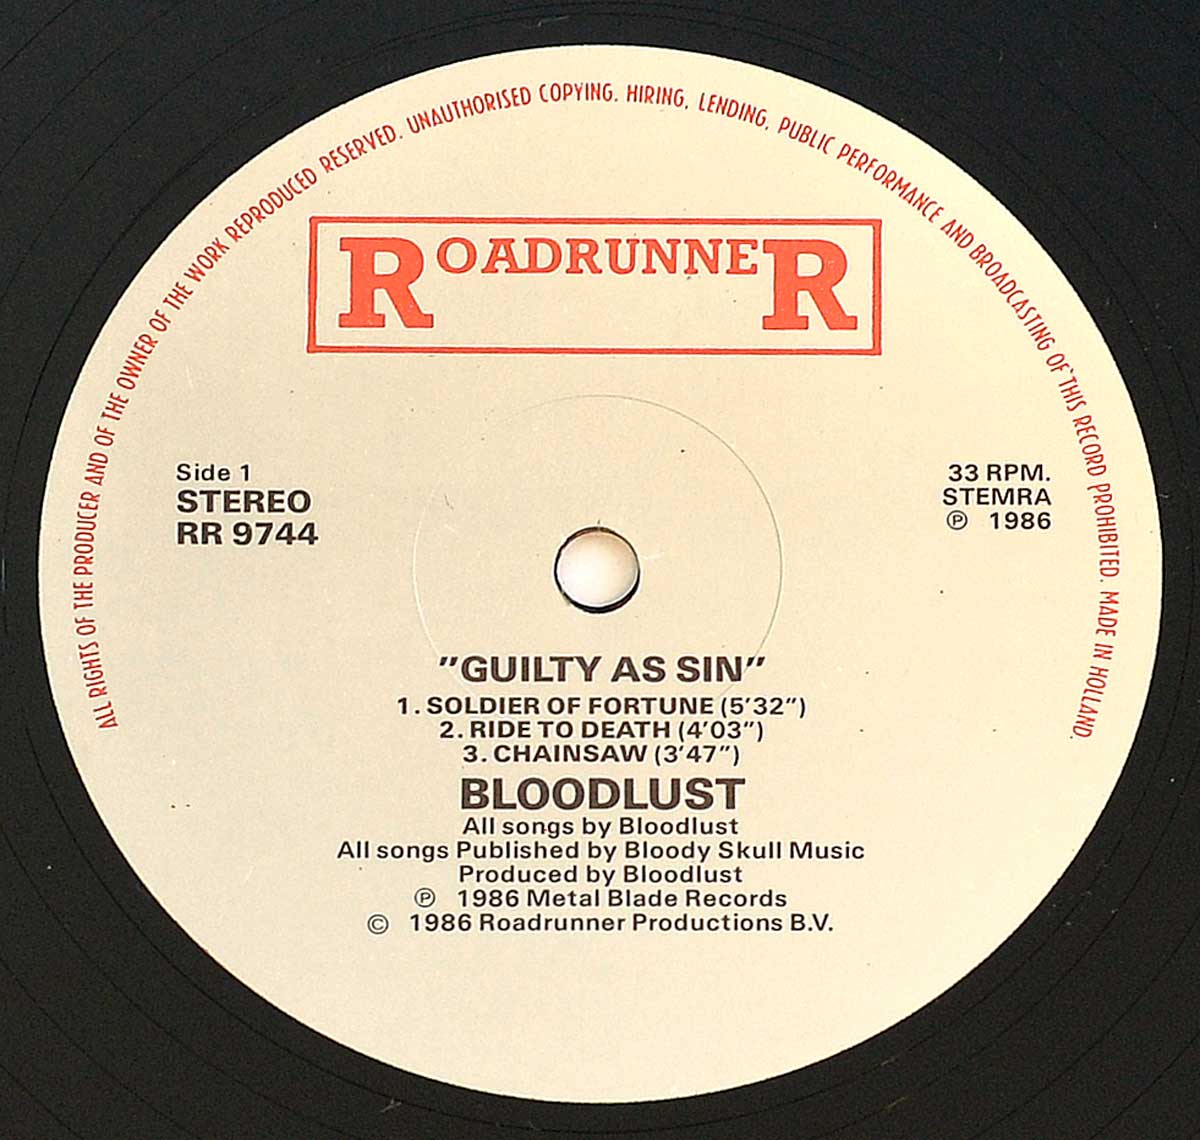 ALL RIGHTS OF THE PRODUCER AND OF THE OWNER OF THE WORK REPRODUCED RESERVED. UNAUTHORISED COPYING. HIRING, LENDING, PUBLIC PERFORMANCE AND BROADCASTING OF THIS RECORD PROHIBITED. MADE IN HOLLAND.
ROADRUNNER
Side 1
STEREO
RR 9744
33 RPM.
STEMRA
℗ 1986
"GUILTY AS SIN"
1. SOLDIER OF FORTUNE (5'32")
2. RIDE TO DEATH (4'03")
3. CHAINSAW (3'47")
BLOODLUST
All songs by Bloodlust
All songs Published by Bloody Skull Music
Produced by Bloodlust
℗ 1986 Metal Blade Records
© 1986 Roadrunner Productions B.V.